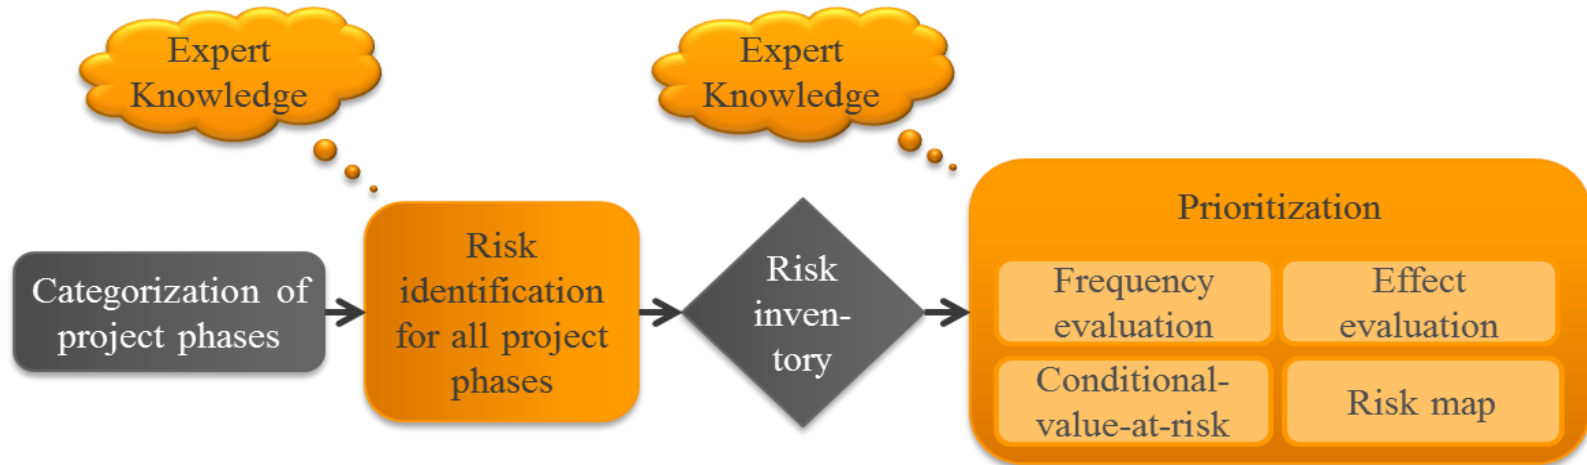 Expert
Knowledge
Expert
Knowledge
Categorization of
project phases
Risk
identification
for all project
phases
Risk
inven-
tory
Prioritization
Frequency
evaluation
Effect
evaluation
Conditional-
value-at-risk
Risk map